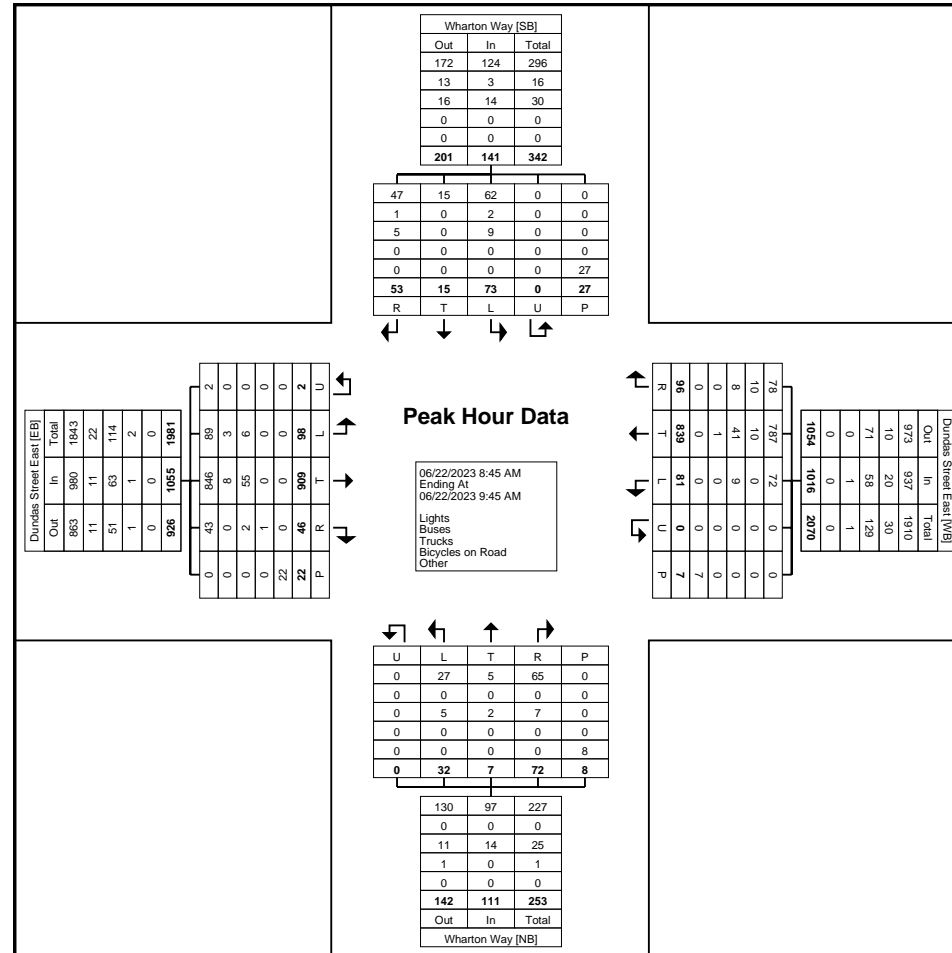 Wharton Way [SB]
Out In Total
172 124 296
13 3 16
16 14 30
0 0 0
0 0 0
201 141 342
47 15 62 0 0
1 0 2 0 0
5 0 9 0 0
0 0 0 0 0
0 0 0 0 27
53 15 73 0 27
R T L U P
Dundas Street East [EB]
Total In Out
1843 980 863
22 11 11
114 63 51
2 1 1
0 0 0
1981 1055 926
2 89 846 43 0
0 3 8 0 0
0 6 55 2 0
0 0 0 1 0
0 0 0 0 22
2 98 909 46 22
U L T R P
Peak Hour Data
06/22/2023 8:45 AM
Ending At
06/22/2023 9:45 AM
Lights
Buses
Trucks
Bicycles on Road
Other
R T L U P
96 839 81 0 7
0 0 0 0 7
0 1 0 0 0
8 41 9 0 0
10 10 0 0 0
78 787 72 0 0
Dundas Street East [WB]
Out In Total
973 937 1910
10 20 30
71 58 129
0 1 1
0 0 0
1054 1016 2070
U L T R P
0 27 5 65 0
0 0 0 0 0
0 5 2 7 0
0 0 0 0 0
0 0 0 0 8
0 32 7 72 8
130 97 227
0 0 0
11 14 25
1 0 1
0 0 0
142 111 253
Out In Total
Wharton Way [NB]